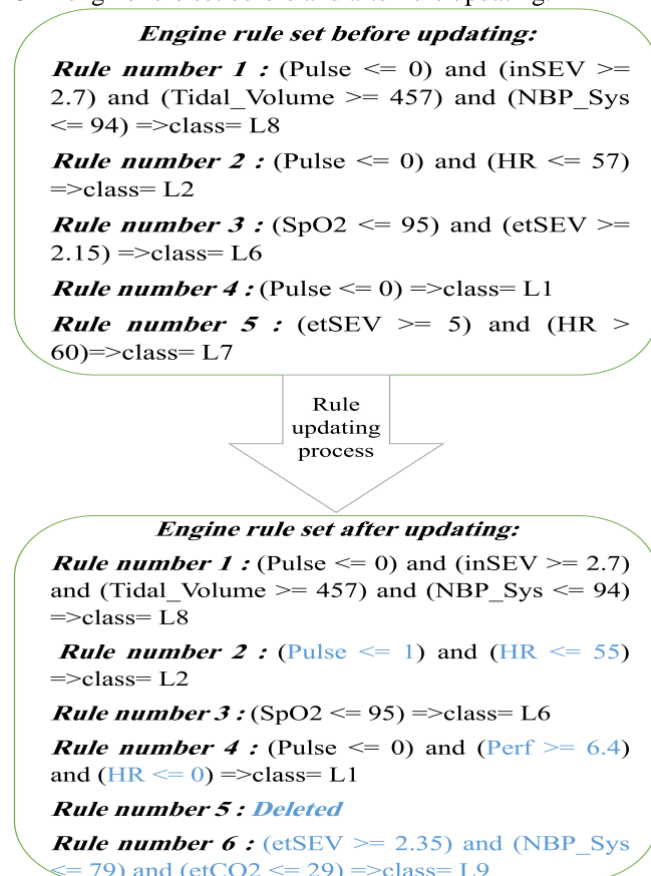 Engine rule set before updating:
Rule number 1 : (Pulse <= 0) and (inSEV >=
2.7) and (Tidal_Volume >= 457) and (NBP_Sys
<= 94) =>class= L8
Rule number 2 : (Pulse <= 0) and (HR <= 57)
=>class= L2
Rule number 3 : (SpO2 <= 95) and (etSEV >=
2.15) =>class= L6
Rule number 4 : (Pulse <= 0) =>class= L1
Rule number 5 : (etSEV >= 5) and (HR >
60)=>class= L7
Rule
updating
process
Engine rule set after updating:
Rule number 1 : (Pulse <= 0) and (inSEV >= 2.7)
and (Tidal_Volume >= 457) and (NBP_Sys <= 94)
=>class= L8
Rule number 2 : (Pulse <= 1) and (HR <= 55)
=>class= L2
Rule number 3 : (SpO2 <= 95) =>class= L6
Rule number 4 : (Pulse <= 0) and (Perf >= 6.4)
and (HR <= 0) =>class= L1
Rule number 5 : Deleted
Rule number 6 : (etSEV >= 2.35) and (NBP_Sys
<= 79) and (etCO2 <= 29) =>class= L9